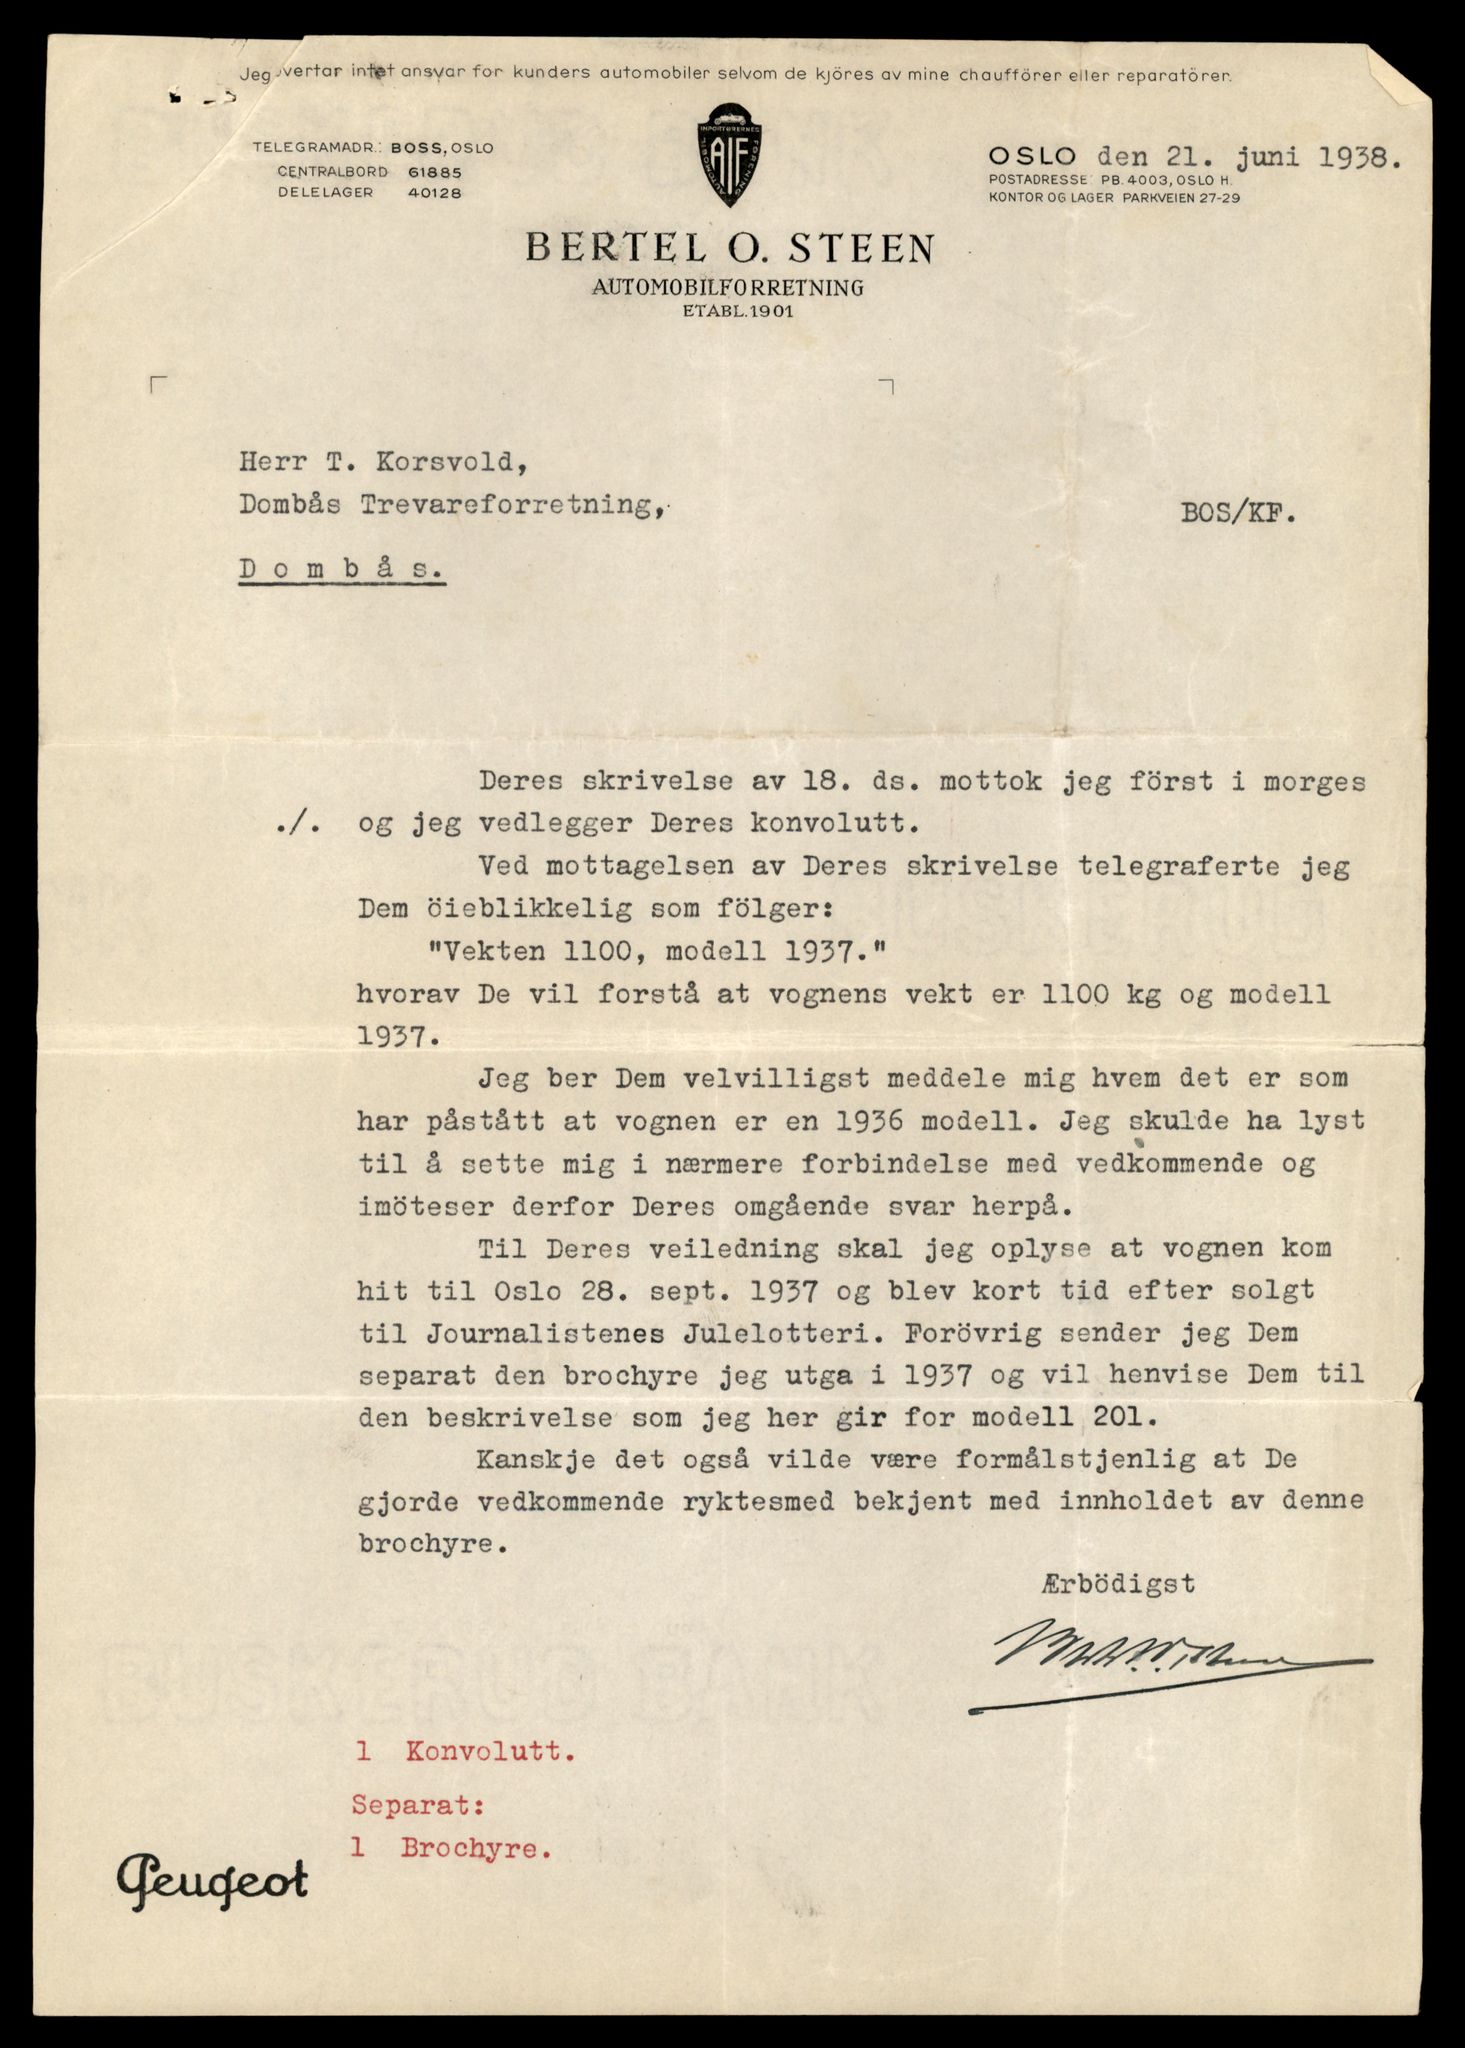 Jeg overtar intet ansvar for kunders automobiler selvom de kjöres av mine chaufförer eller reparatörer.
IMPORTØRERNES
AUTOMOBIL
AIF
FORENING
TELEGRAMADR.: BOSS, OSLO
CENTRALBORD 61885
DELELAGER 40128
OSLO den 21. juni 1938.
POSTADRESSE: PB. 4003, OSLO H.
KONTOR OG LAGER PARKVEIEN 27-29
BERTEL O. STEEN
AUTOMOBILFORRETNING
ETABL. 1901
Herr T. Korsvold,
Dombås Trevareforretning,
BOS/KF.
D o m b å s.
Deres skrivelse av 18. ds. mottok jeg först i morges
./. og jeg vedlegger Deres konvolutt.
Ved mottagelsen av Deres skrivelse telegraferte jeg
Dem öieblikkelig som fölger:
"Vekten 1100, modell 1937."
hvorav De vil forstå at vognens vekt er 1100 kg og modell
1937.
Jeg ber Dem velvilligst meddele mig hvem det er som
har påstått at vognen er en 1936 modell. Jeg skulde ha lyst
til å sette mig i nærmere forbindelse med vedkommende og
imöteser derfor Deres omgående svar herpå.
Til Deres veiledning skal jeg oplyse at vognen kom
hit til Oslo 28. sept. 1937 og blev kort tid efter solgt
til Journalistenes Julelotteri. Forövrig sender jeg Dem
separat den brochyre jeg utga i 1937 og vil henvise Dem til
den beskrivelse som jeg her gir for modell 201.
Kanskje det også vilde være formålstjenlig at De
gjorde vedkommende ryktesmed bekjent med innholdet av denne
brochyre.
Ærbödigst
1 Konvolutt.
Separat:
1 Brochyre.
Peugeot